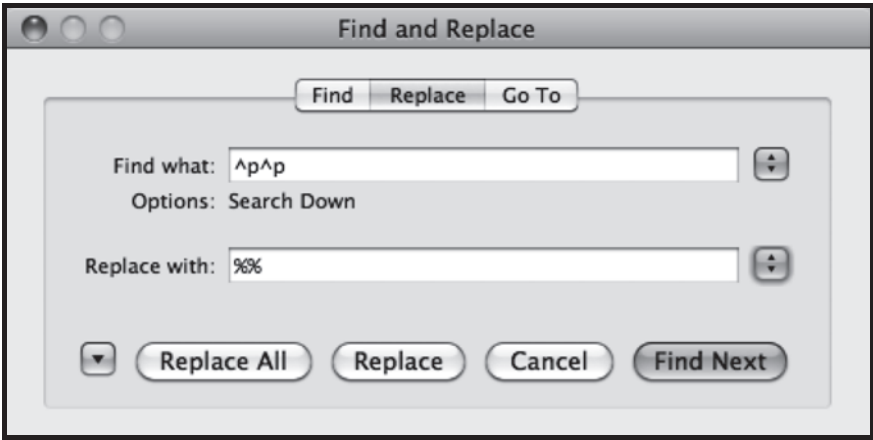 Find and Replace
Find Replace Go To
Find what: ^p^p
Options: Search Down
Replace with: %%
Replace All Replace Cancel Find Next